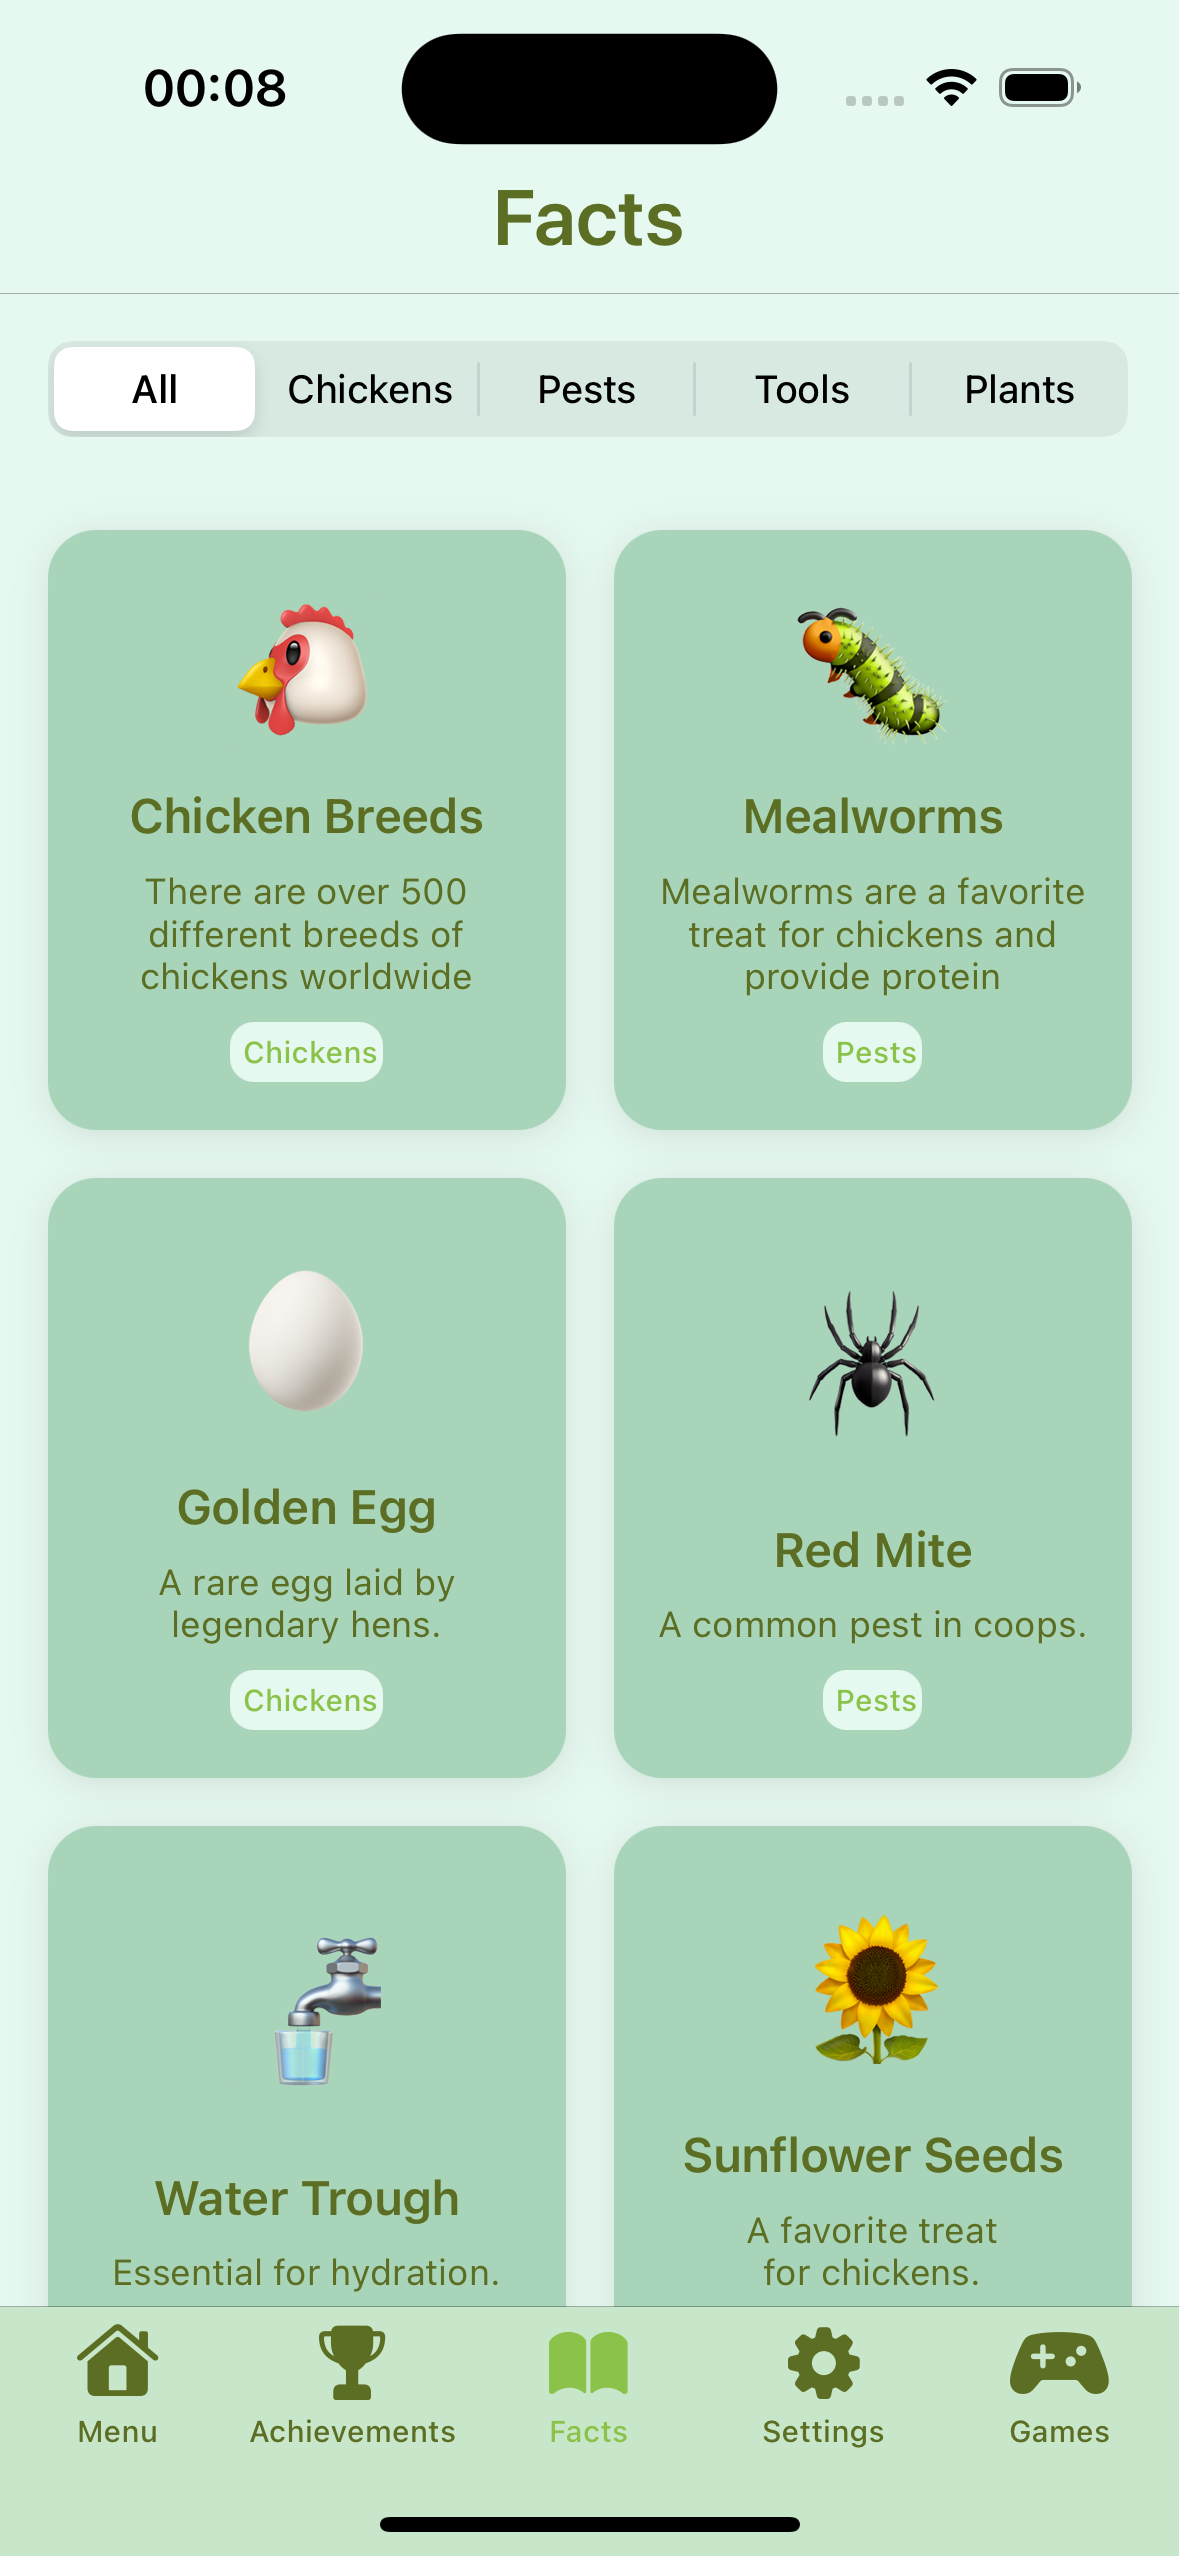 00:08
Facts
All
Chickens
Pests
Tools
Plants
Chicken Breeds
There are over 500
different breeds of
chickens worldwide
Chickens
Mealworms
Mealworms are a favorite
treat for chickens and
provide protein
Pests
Golden Egg
A rare egg laid by
legendary hens.
Chickens
Red Mite
A common pest in coops.
Pests
Water Trough
Essential for hydration.
Sunflower Seeds
A favorite treat
for chickens.
Menu
Achievements
Facts
Settings
Games